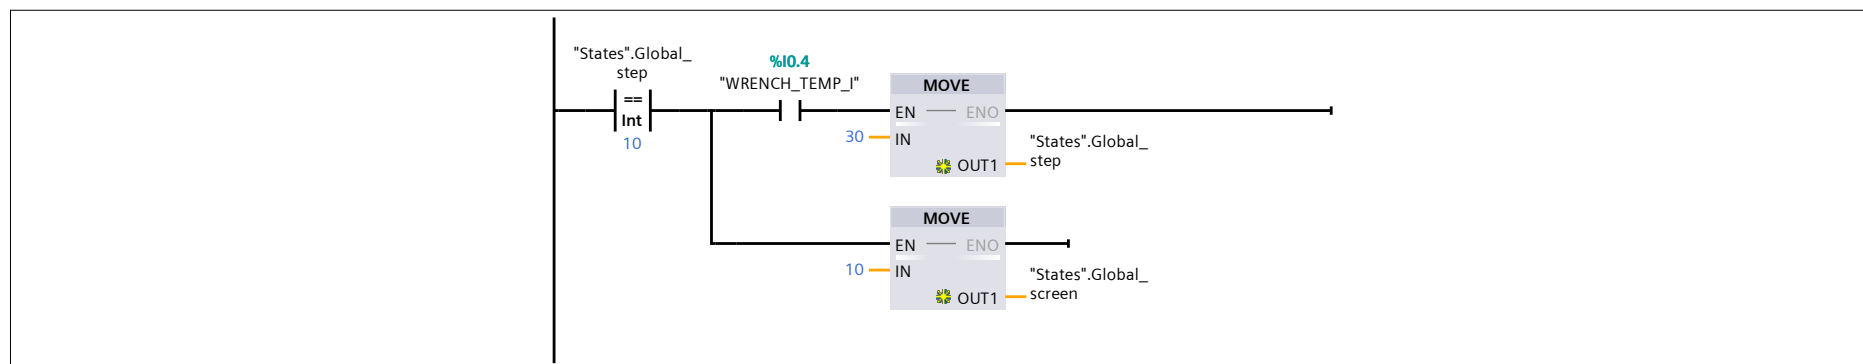 "States".Global_
step
==
Int
10
%I0.4
"WRENCH_TEMP_I"
MOVE
EN
ENO
30
IN
OUT1
"States".Global_
step
MOVE
EN
ENO
10
IN
OUT1
"States".Global_
screen